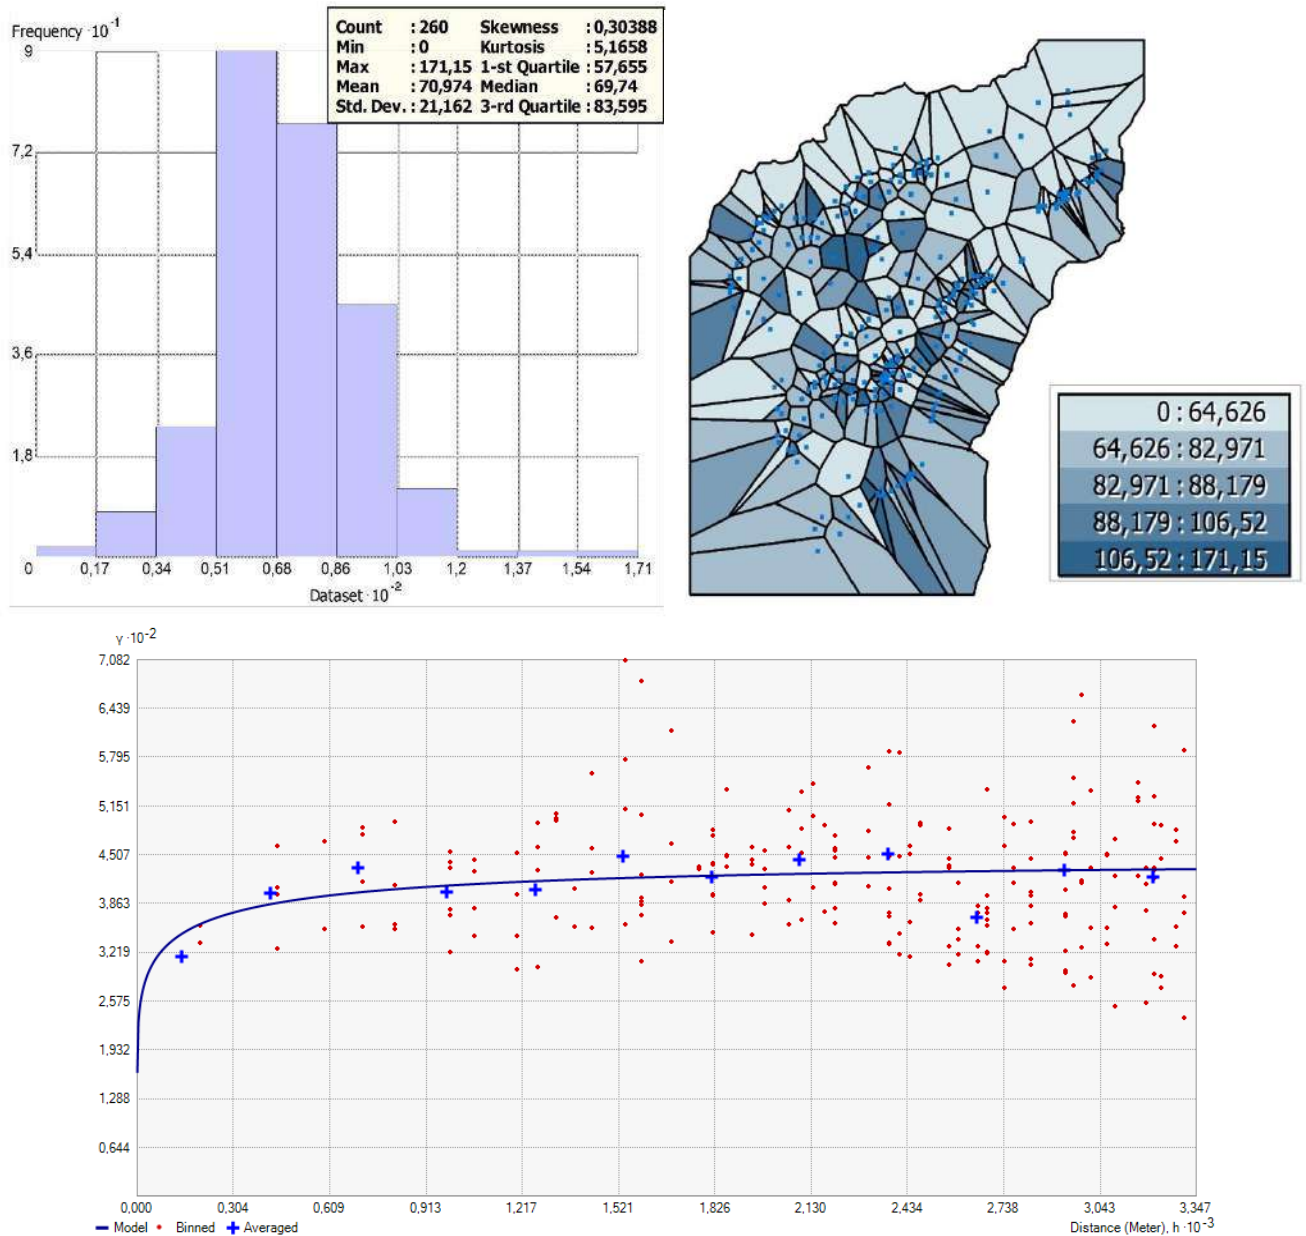 Frequency · 10⁻¹
Count : 260 Skewness : 0,30388
Min : 0 Kurtosis : 5,1658
Max : 171,15 1-st Quartile : 57,655
Mean : 70,974 Median : 69,74
Std. Dev. : 21,162 3-rd Quartile : 83,595
9
7,2
5,4
3,6
1,8
0 0,17 0,34 0,51 0,68 0,86 1,03 1,2 1,37 1,54 1,71
Dataset · 10⁻²
0 : 64,626
64,626 : 82,971
82,971 : 88,179
88,179 : 106,52
106,52 : 171,15
γ · 10⁻²
7,082
6,439
5,795
5,151
4,507
3,863
3,219
2,575
1,932
1,288
0,644
0,000 0,304 0,609 0,913 1,217 1,521 1,826 2,130 2,434 2,738 3,043 3,347
Model Binned Averaged
Distance (Meter), h · 10⁻³